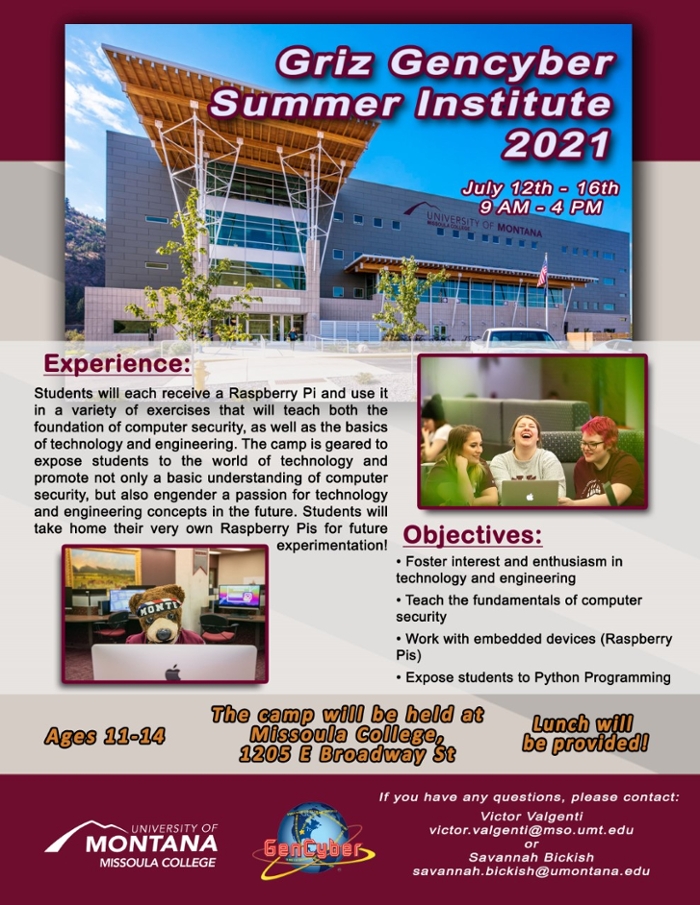 Griz Gencyber
Summer Institute
2021
July 12th - 16th
9 AM - 4 PM
UNIVERSITY OF MONTANA
MISSOULA COLLEGE
Experience:
Students will each receive a Raspberry Pi and use it
in a variety of exercises that will teach both the
foundation of computer security, as well as the basics
of technology and engineering. The camp is geared to
expose students to the world of technology and
promote not only a basic understanding of computer
security, but also engender a passion for technology
and engineering concepts in the future. Students will
take home their very own Raspberry Pis for future
experimentation!
MONTE
Objectives:
• Foster interest and enthusiasm in
technology and engineering
• Teach the fundamentals of computer
security
• Work with embedded devices (Raspberry
Pis)
• Expose students to Python Programming
Ages 11-14
The camp will be held at
Missoula College,
1205 E Broadway St
Lunch will
be provided!
UNIVERSITY OF
MONTANA
MISSOULA COLLEGE
GenCyber
If you have any questions, please contact:
Victor Valgenti
victor.valgenti@mso.umt.edu
or
Savannah Bickish
savannah.bickish@umontana.edu